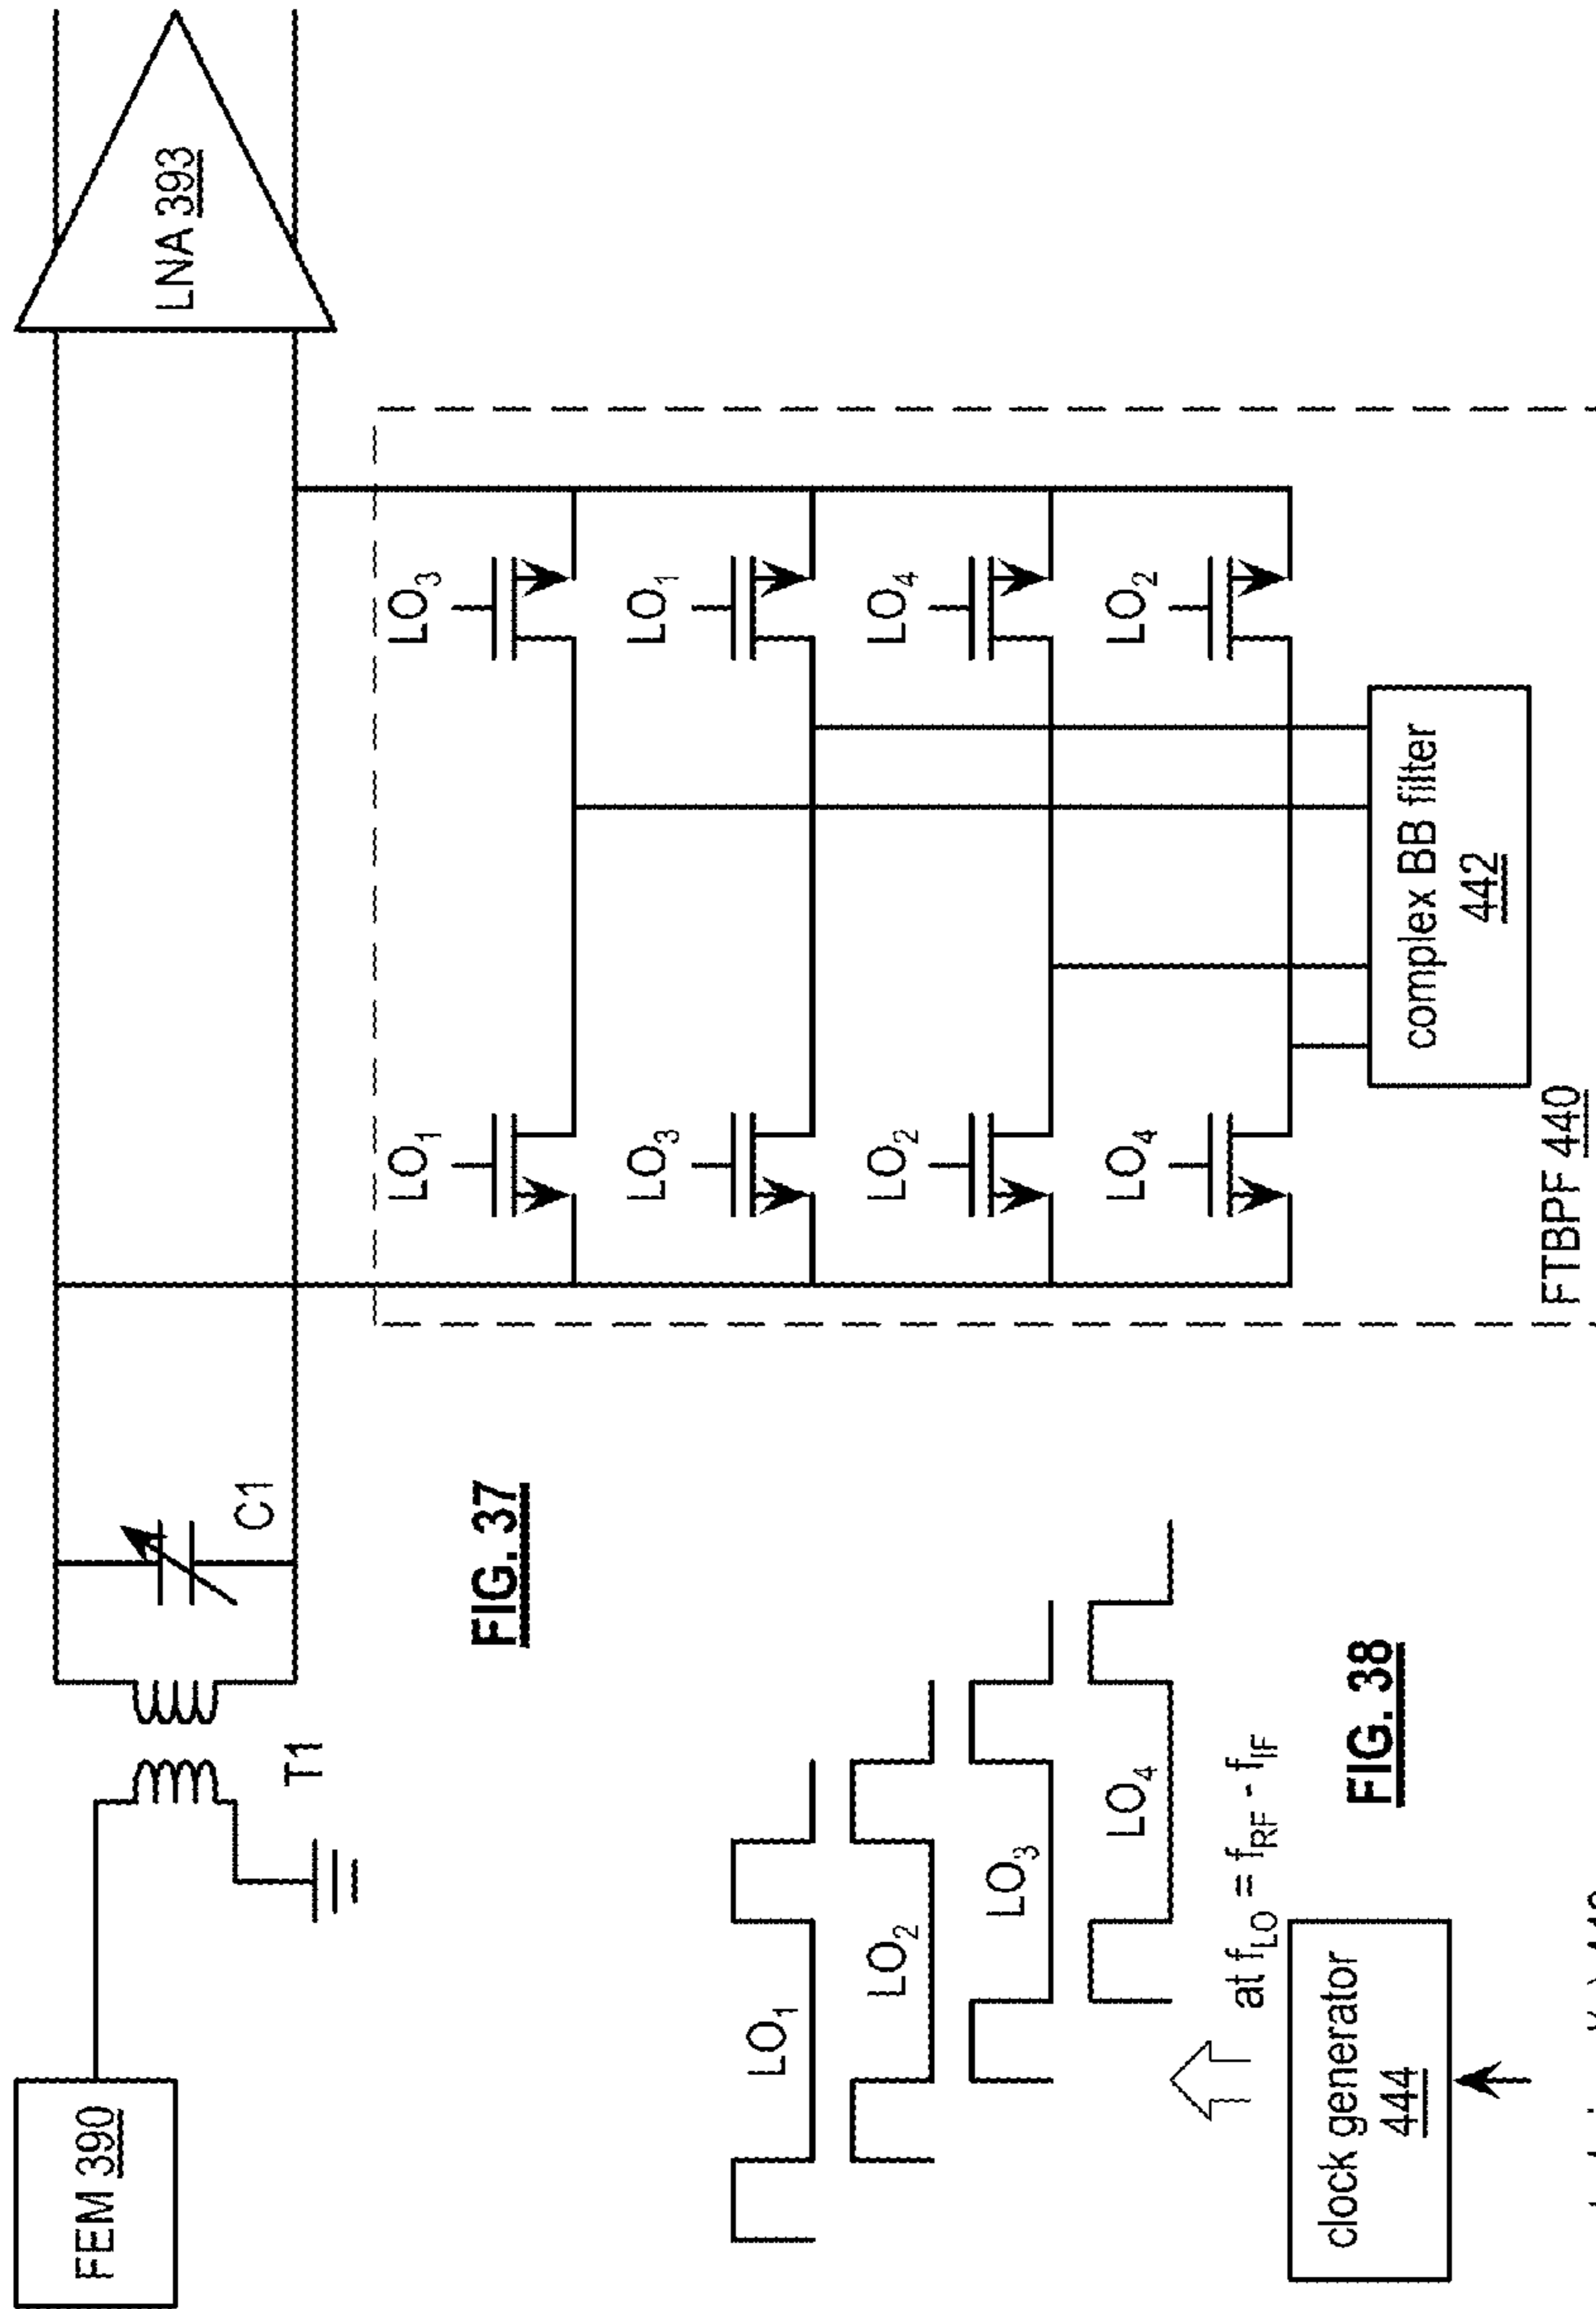 FEM 390
T1
C1
LNA 393
FIG. 37
LO1
LO3
LO3
LO1
LO2
LO4
LO4
LO2
complex BB filter
442
FTBPF 440
LO1
LO2
LO3
LO4
at fLO = fRF - fIF
clock generator
444
FIG. 38